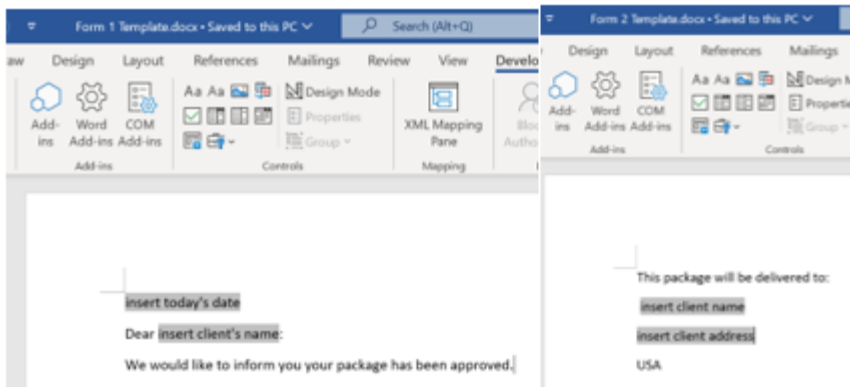 Form 1 Template.docx • Saved to this PC
Search (Alt+Q)
aw Design Layout References Mailings Review View Develo
Aa Aa Design Mode
Properties
Group
Add-ins Word Add-ins COM Add-ins
XML Mapping Pane
Bloc
Autho
Add-ins Controls Mapping
insert today's date
Dear insert client's name:
We would like to inform you your package has been approved.
Form 2 Template.docx • Saved to this PC
Design Layout References Mailings
Aa Aa Design M
Propertie
Group
Add-ins Word Add-ins COM Add-ins
Add-ins Controls
This package will be delivered to:
insert client name
insert client address
USA